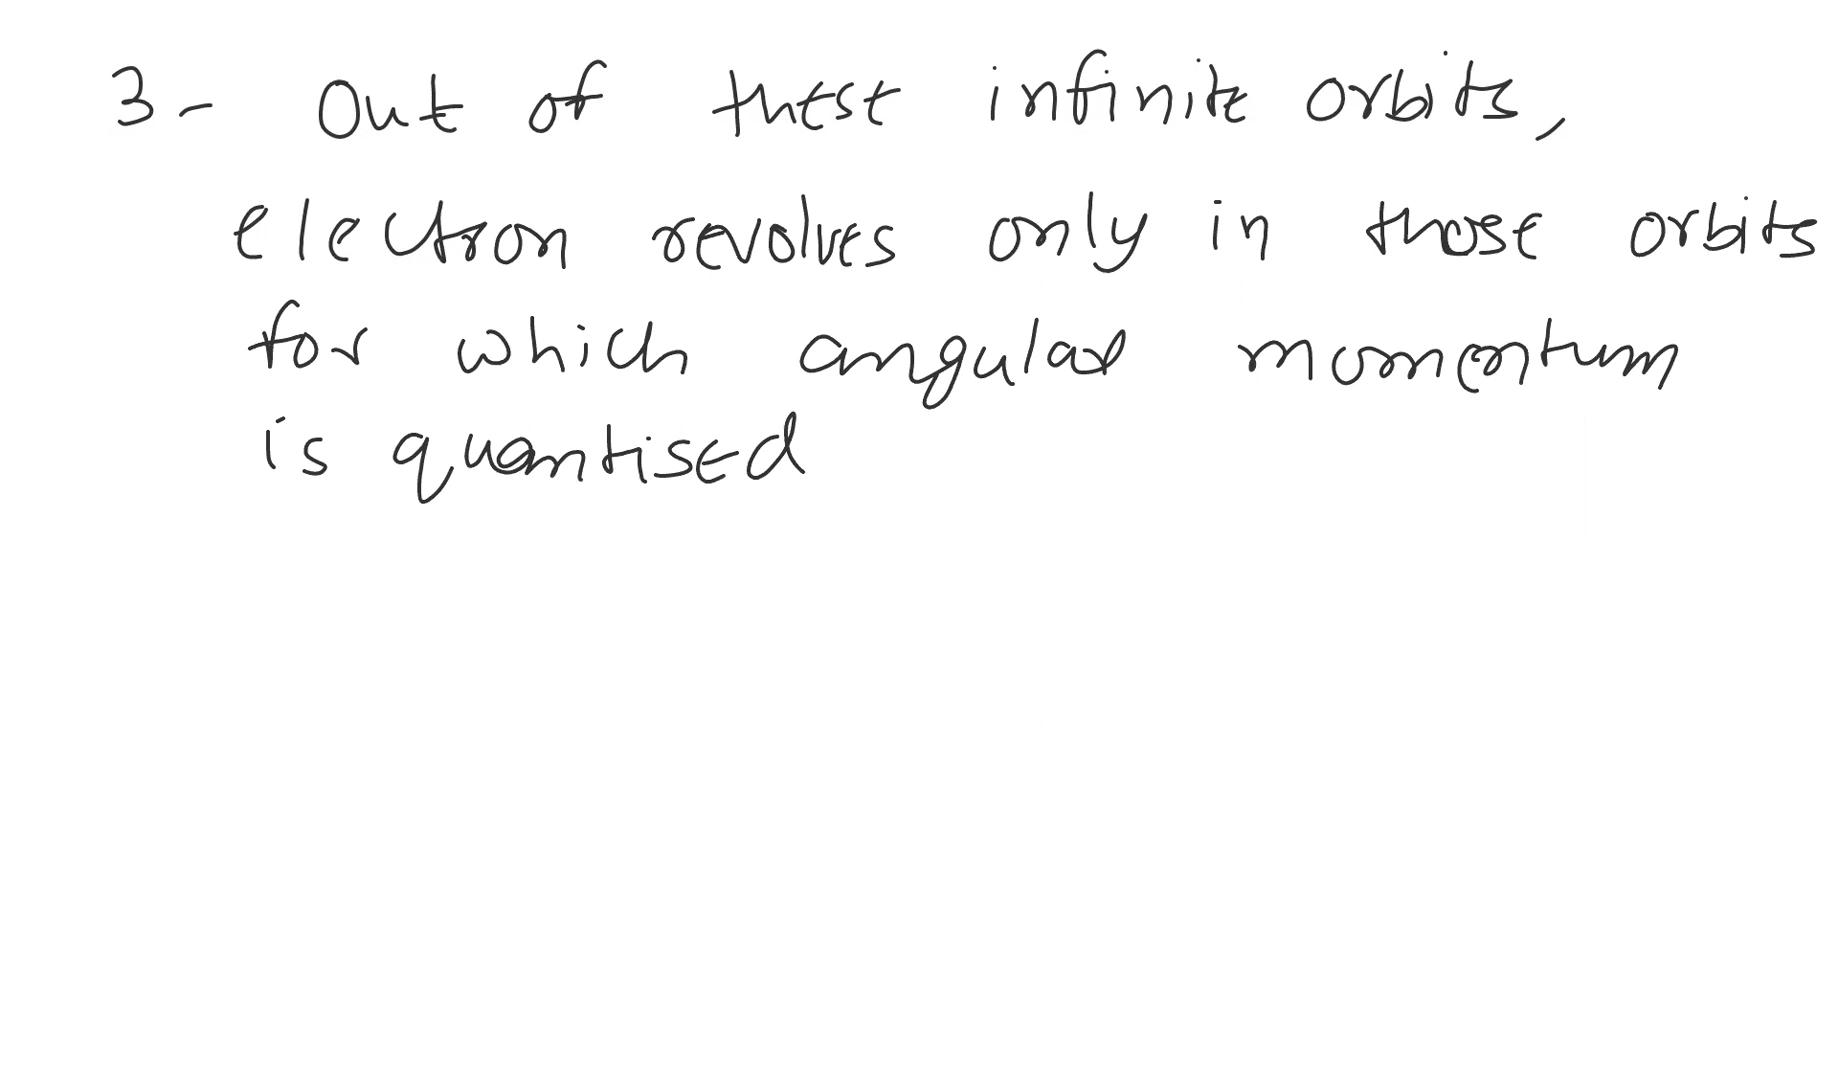 3- Out of these infinite orbits,
electron revolves only in those orbits
for which angular momentum
is quantised